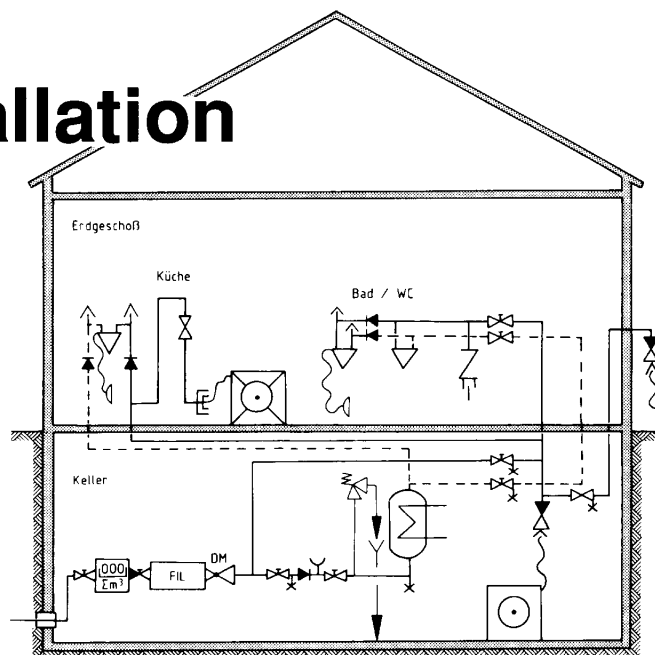 allation
Erdgeschoß
Küche
Bad / WC
Keller
000
Σm³
FIL
DM